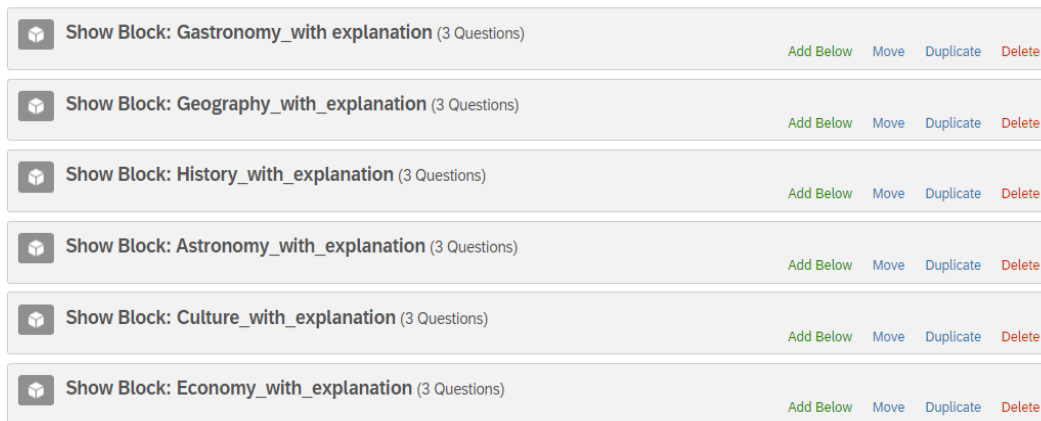 Show Block: Gastronomy_with explanation (3 Questions)
Add Below Move Duplicate Delete
Show Block: Geography_with_explanation (3 Questions)
Add Below Move Duplicate Delete
Show Block: History_with_explanation (3 Questions)
Add Below Move Duplicate Delete
Show Block: Astronomy_with_explanation (3 Questions)
Add Below Move Duplicate Delete
Show Block: Culture_with_explanation (3 Questions)
Add Below Move Duplicate Delete
Show Block: Economy_with_explanation (3 Questions)
Add Below Move Duplicate Delete